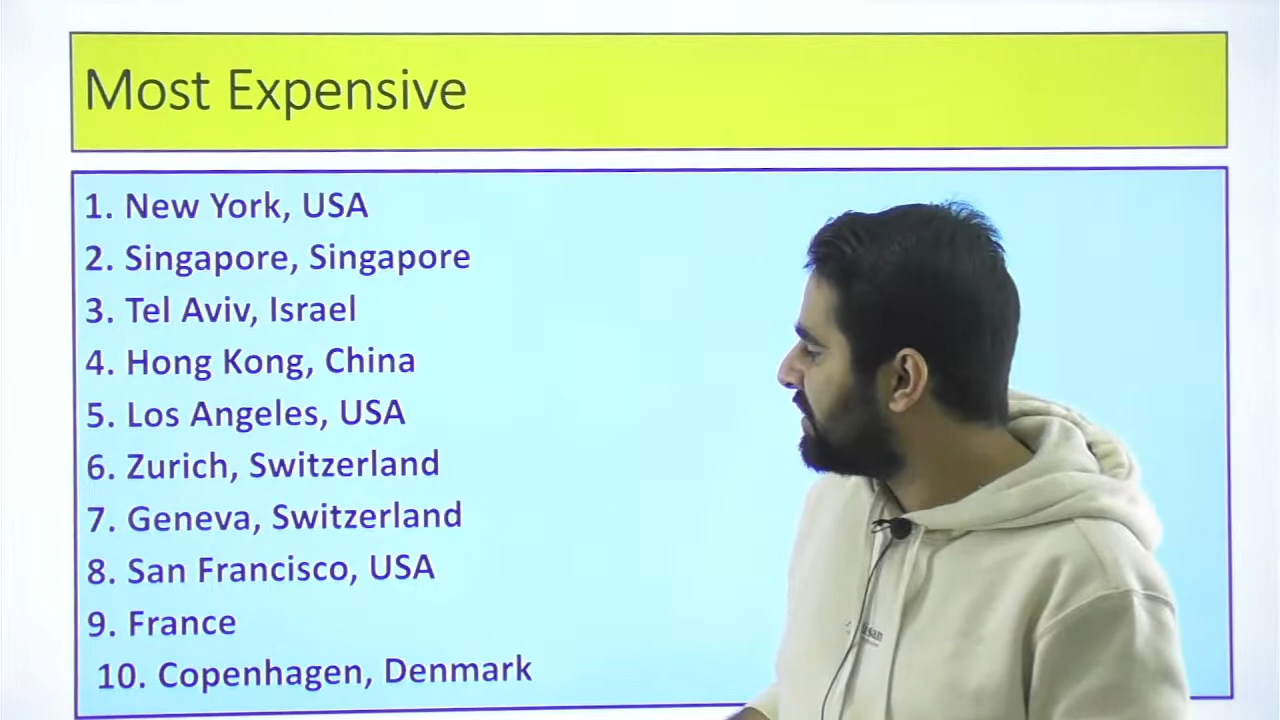 Most Expensive
1. New York, USA
2. Singapore, Singapore
3. Tel Aviv, Israel
4. Hong Kong, China
5. Los Angeles, USA
6. Zurich, Switzerland
7. Geneva, Switzerland
8. San Francisco, USA
9. France
10. Copenhagen, Denmark